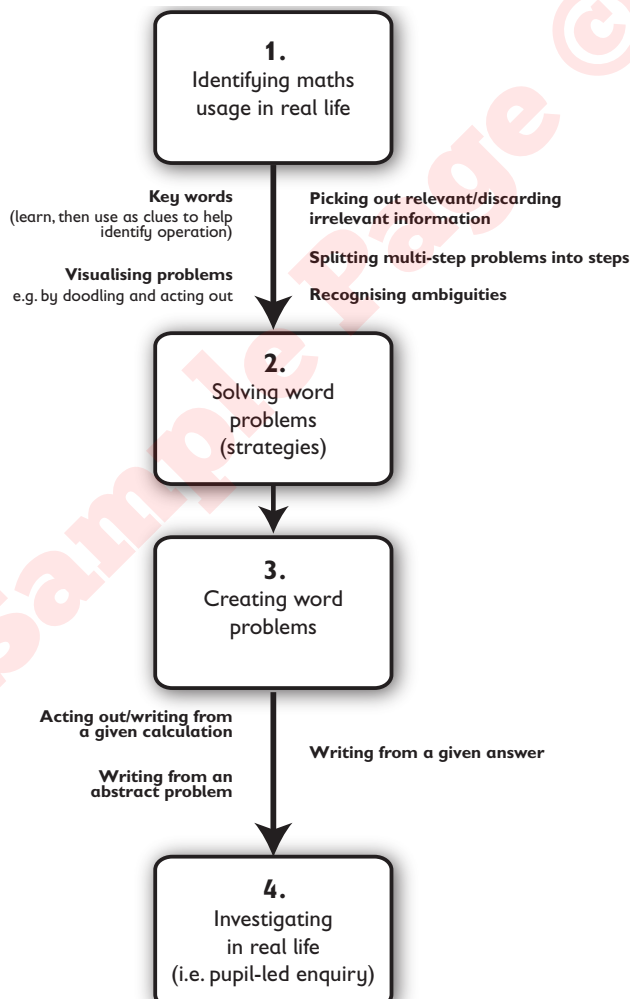 1.
Identifying maths
usage in real life
Key words
(learn, then use as clues to help
identify operation)
Visualising problems
e.g. by doodling and acting out
Picking out relevant/discarding
irrelevant information
Splitting multi-step problems into steps
Recognising ambiguities
2.
Solving word
problems
(strategies)
3.
Creating word
problems
Acting out/writing from
a given calculation
Writing from an
abstract problem
Writing from a given answer
4.
Investigating
in real life
(i.e. pupil-led enquiry)
Sample Page ©